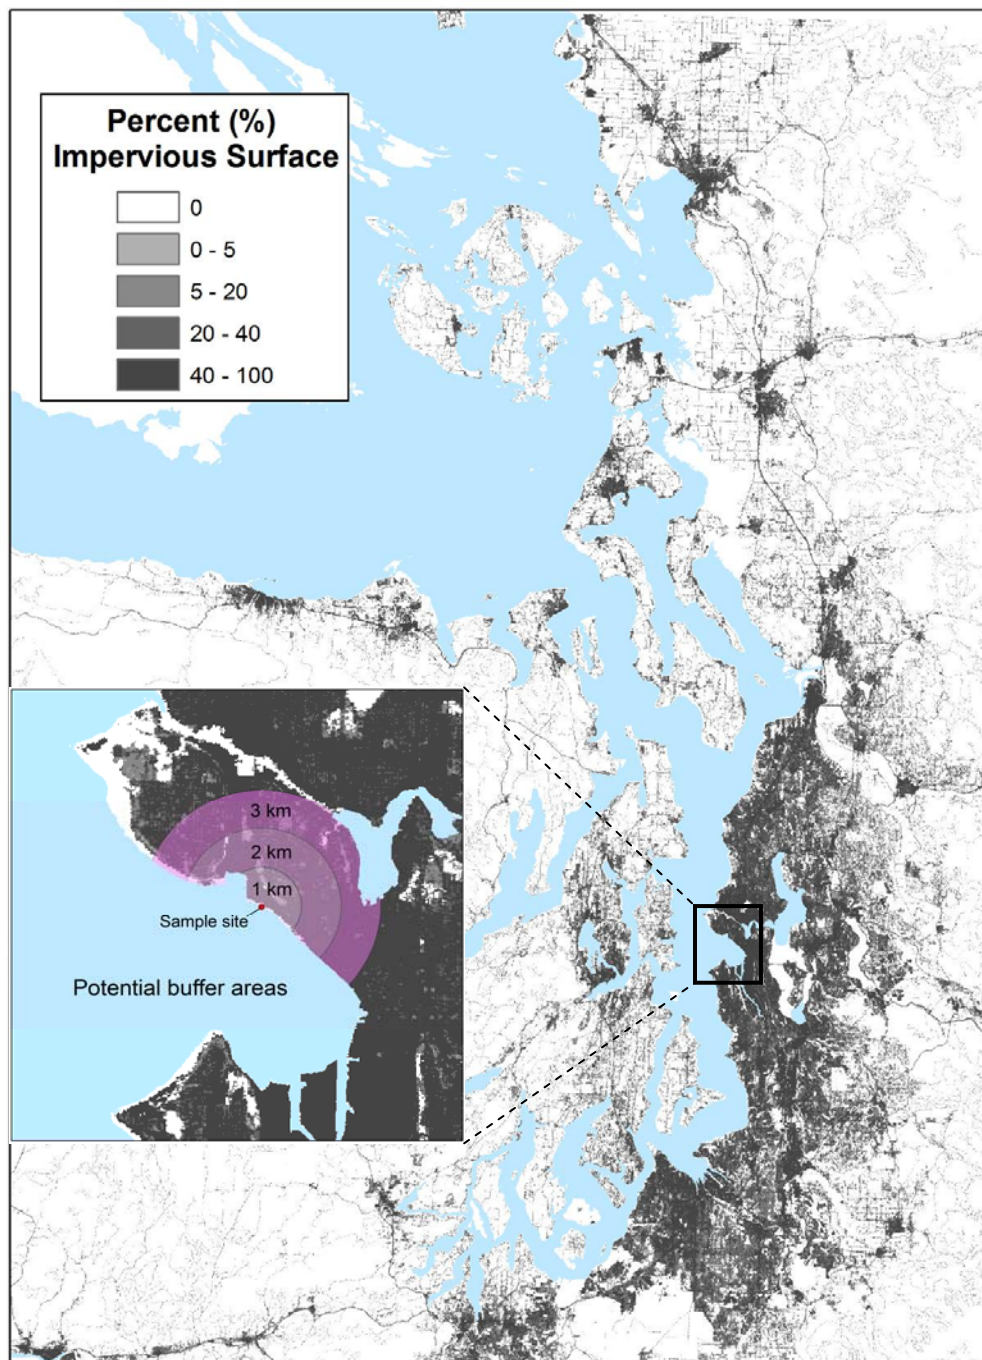 Percent (%)
Impervious Surface
0
0 - 5
5 - 20
20 - 40
40 - 100
3 km
2 km
1 km
Sample site
Potential buffer areas